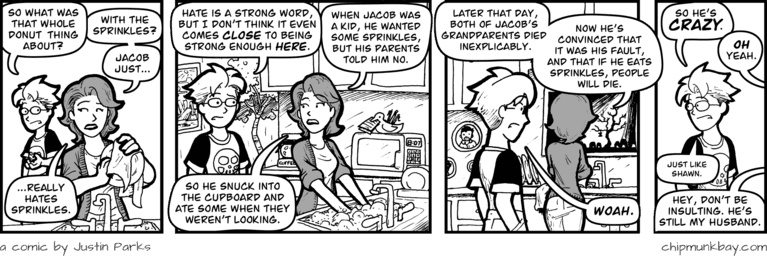 SO WHAT WAS
THAT WHOLE
DONUT THING
ABOUT?
WITH THE
SPRINKLES?
JACOB
JUST...
...REALLY
HATES
SPRINKLES.
HATE IS A STRONG WORD,
BUT I DON'T THINK IT EVEN
COMES CLOSE TO BEING
STRONG ENOUGH HERE.
WHEN JACOB WAS
A KID, HE WANTED
SOME SPRINKLES,
BUT HIS PARENTS
TOLD HIM NO.
SO HE SNUCK INTO
THE CUPBOARD AND
ATE SOME WHEN THEY
WEREN'T LOOKING.
LATER THAT DAY,
BOTH OF JACOB'S
GRANDPARENTS DIED
INEXPLICABLY.
NOW HE'S
CONVINCED THAT
IT WAS HIS FAULT,
AND THAT IF HE EATS
SPRINKLES, PEOPLE
WILL DIE.
WOAH.
SO HE'S
CRAZY.
OH
YEAH.
JUST LIKE
SHAWN.
HEY, DON'T BE
INSULTING. HE'S
STILL MY HUSBAND.
a comic by Justin Parks
chipmunkbay.com